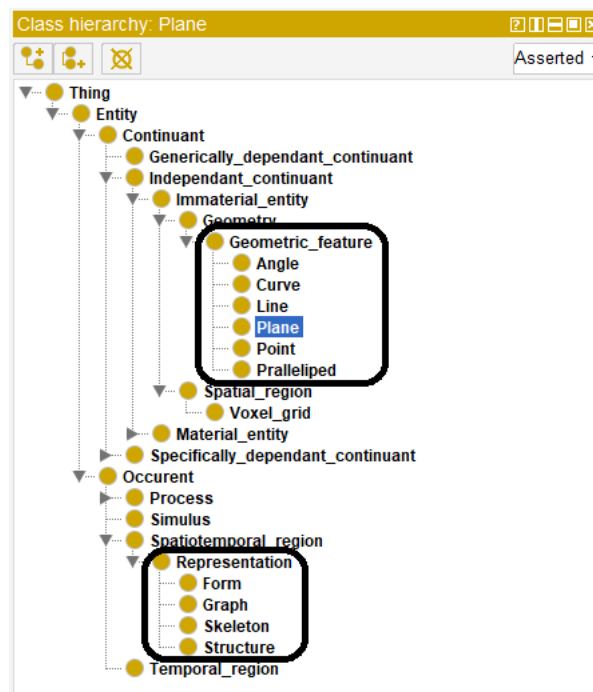 Class hierarchy: Plane
Asserted
Thing
Entity
Continuant
Generically_dependant_continuant
Independant_continuant
Immaterial_entity
Geometry
Geometric_feature
Angle
Curve
Line
Plane
Point
Pralleliped
Spatial_region
Voxel_grid
Material_entity
Specifically_dependant_continuant
Occurent
Process
Simulus
Spatiotemporal_region
Representation
Form
Graph
Skeleton
Structure
Temporal_region